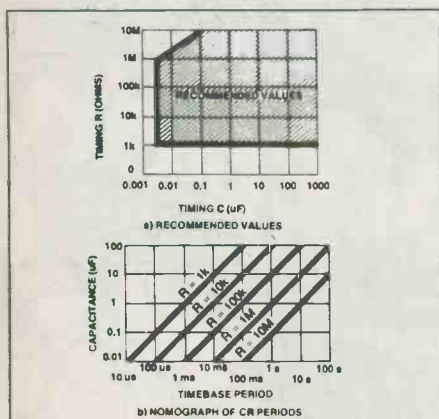 10M
1M
100k
10k
1k
TIMING R (OHMS)
RECOMMENDED VALUES
0.001 0.01 0.1 1 10 100 1000
TIMING C (uF)
a) RECOMMENDED VALUES
CAPACITANCE (uF)
100
10
1
0.1
0.01
R = 1k
R = 10k
R = 100k
R = 1M
R = 10M
100 us 10 ms 1 s 100 s
10 us 1 ms 100 ms 10 s
TIMEBASE PERIOD
b) NOMOGRAPH OF CR PERIODS